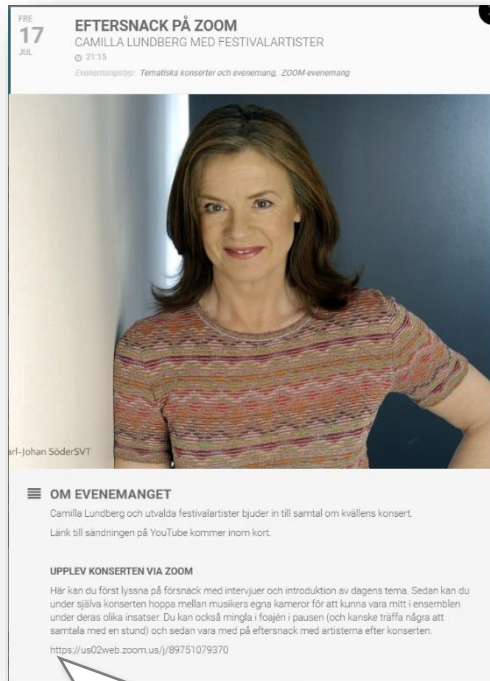 FRE
17
JUL
EFTERSNACK PÅ ZOOM
CAMILLA LUNDBERG MED FESTIVALARTISTER
21:15
Evenemangstyp: Tematiska konserter och evenemang, ZOOM-evenemang
arl-Johan SöderSVT
OM EVENEMANGET
Camilla Lundberg och utvalda festivalartister bjuder in till samtal om kvällens konsert.
Länk till sändningen på YouTube kommer inom kort.
UPPLEV KONSERTEN VIA ZOOM
Här kan du först lyssna på försnack med intervjuer och introduktion av dagens tema. Sedan kan du
under själva konserten hoppa mellan musikers egna kameror för att kunna vara mitt i ensemblen
under deras olika insatser. Du kan också mingla i foajén i pausen (och kanske träffa några att
samtala med en stund) och sedan vara med på eftersnack med artisterna efter konserten.
https://us02web.zoom.us/j/89751079370